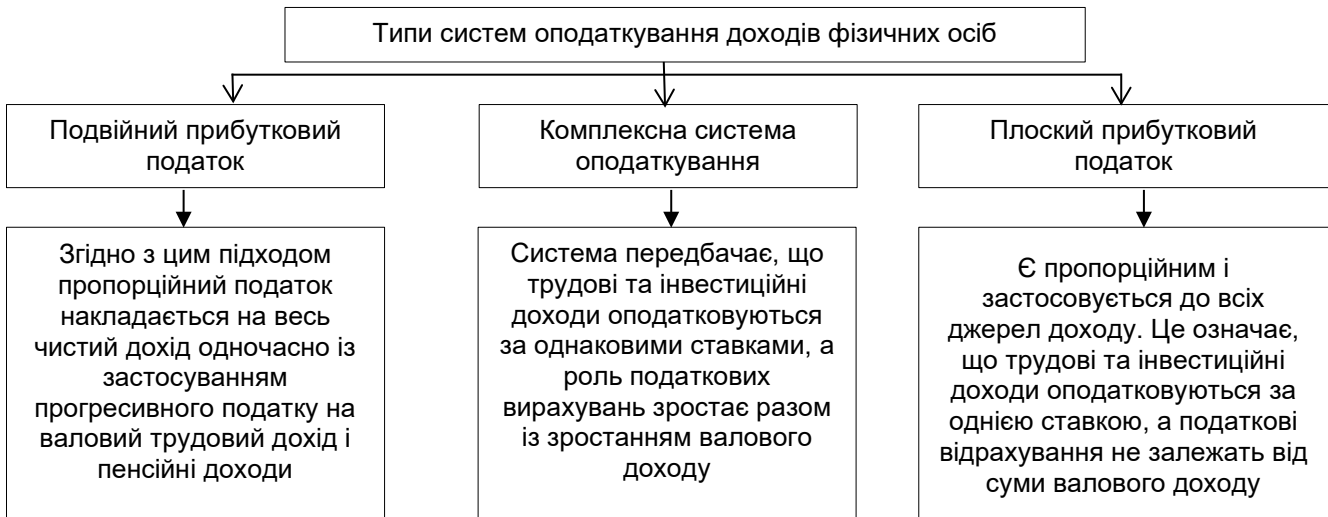 Типи систем оподаткування доходів фізичних осіб
Подвійний прибутковий
податок
Згідно з цим підходом
пропорційний податок
накладається на весь
чистий дохід одночасно із
застосуванням
прогресивного податку на
валовий трудовий дохід і
пенсійні доходи
Комплексна система
оподаткування
Система передбачає, що
трудові та інвестиційні
доходи оподатковуються
за однаковими ставками, а
роль податкових
вирахувань зростає разом
із зростанням валового
доходу
Плоский прибутковий
податок
Є пропорційним і
застосовується до всіх
джерел доходу. Це означає,
що трудові та інвестиційні
доходи оподатковуються за
однією ставкою, а податкові
відрахування не залежать від
суми валового доходу